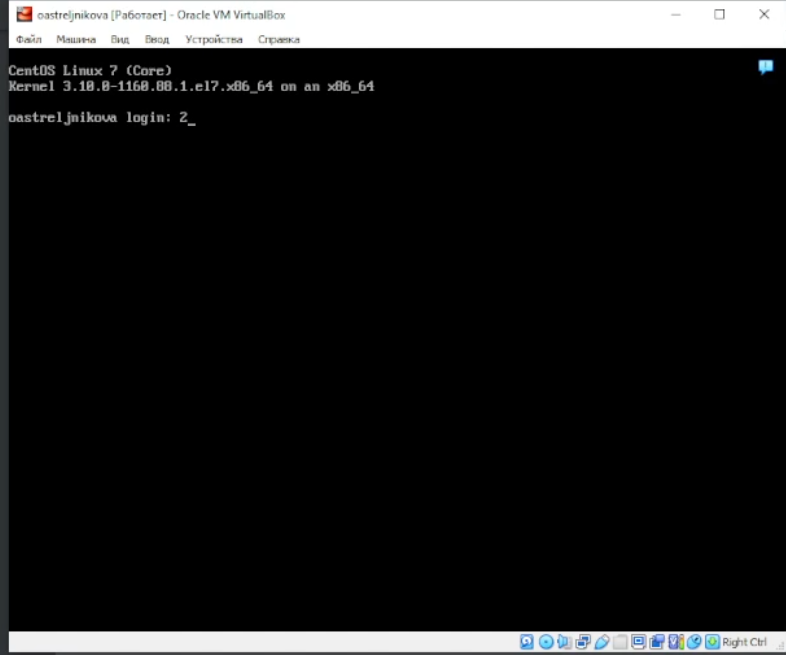 oastreljnikova [Работает] - Oracle VM VirtualBox
Файл Машина Вид Ввод Устройства Справка
CentOS Linux 7 (Core)
Kernel 3.10.0-1160.88.1.el7.x86_64 on an x86_64
oastreljnikova login: 2_
Right Ctrl